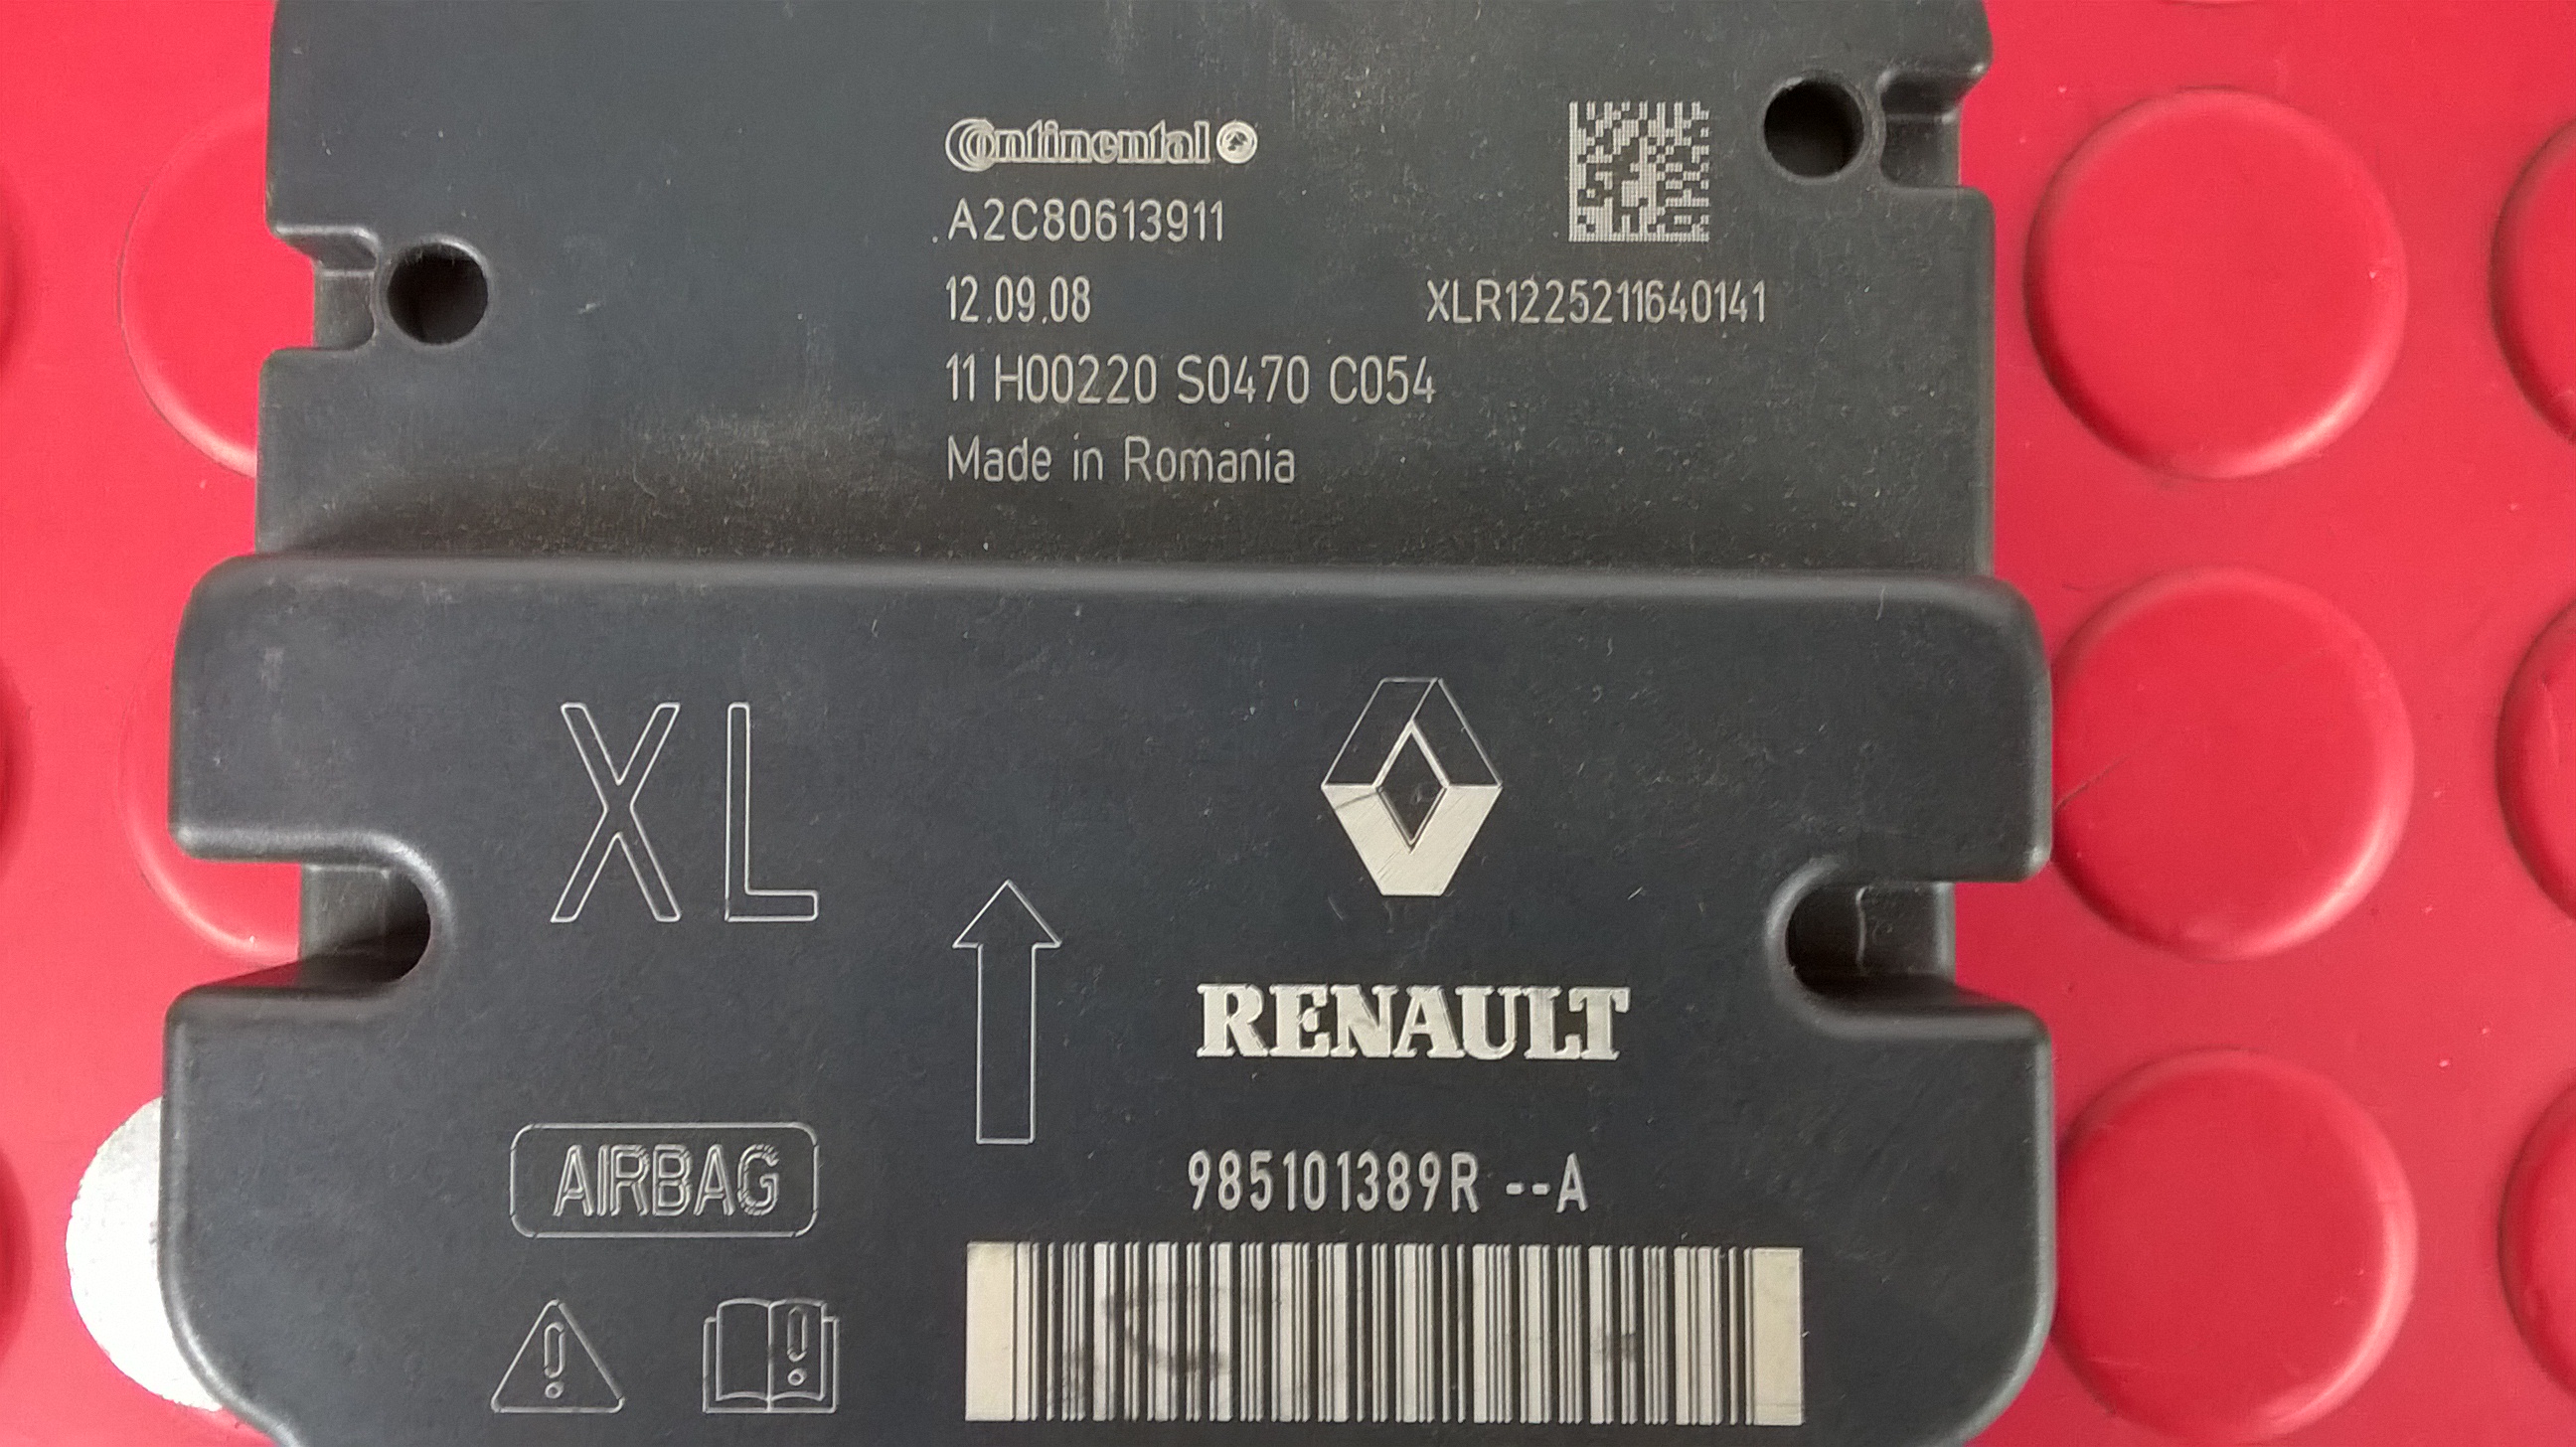 Continental
A2C80613911
12.09.08
XLR1225211640141
11 H00220 S0470 C054
Made in Romania
XL
RENAULT
985101389R --A
AIRBAG